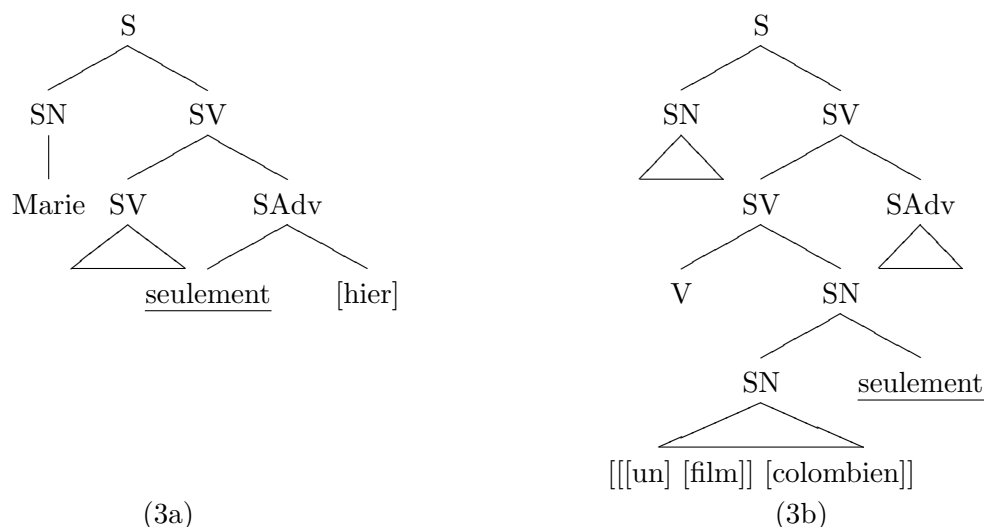 S S
SN SV SN SV
Marie SV SAdv SV SAdv
seulement [hier] V SN
SN seulement
[[[un] [film]] [colombien]]
(3a) (3b)